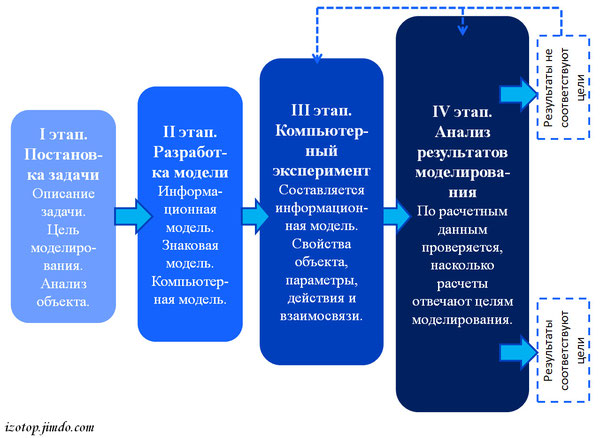 I этап.
Постанов-
ка задачи
Описание
задачи.
Цель
моделиро-
вания.
Анализ
объекта.
II этап.
Разработ-
ка модели
Информа-
ционная
модель.
Знаковая
модель.
Компьютер-
ная модель.
III этап.
Компьютер-
ный
эксперимент
Составляется
информацион-
ная модель.
Свойства
объекта,
параметры,
действия и
взаимосвязи.
IV этап.
Анализ
результатов
моделирова-
ния
По расчетным
данным
проверяется,
насколько
расчеты
отвечают целям
моделирования.
Результаты не
соответствуют
цели
Результаты
соответствуют
цели
izotop.jimdo.com